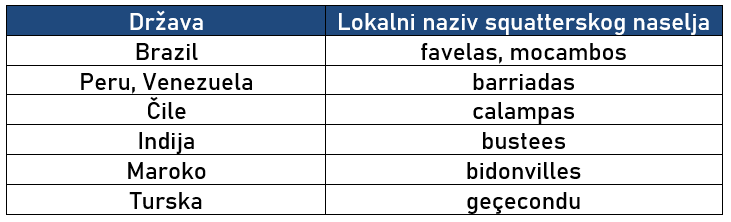 Država Lokalni naziv squatterskog naselja
Brazil favelas, mocambos
Peru, Venezuela barriadas
Čile calampas
Indija bustees
Maroko bidonvilles
Turska geçecondu